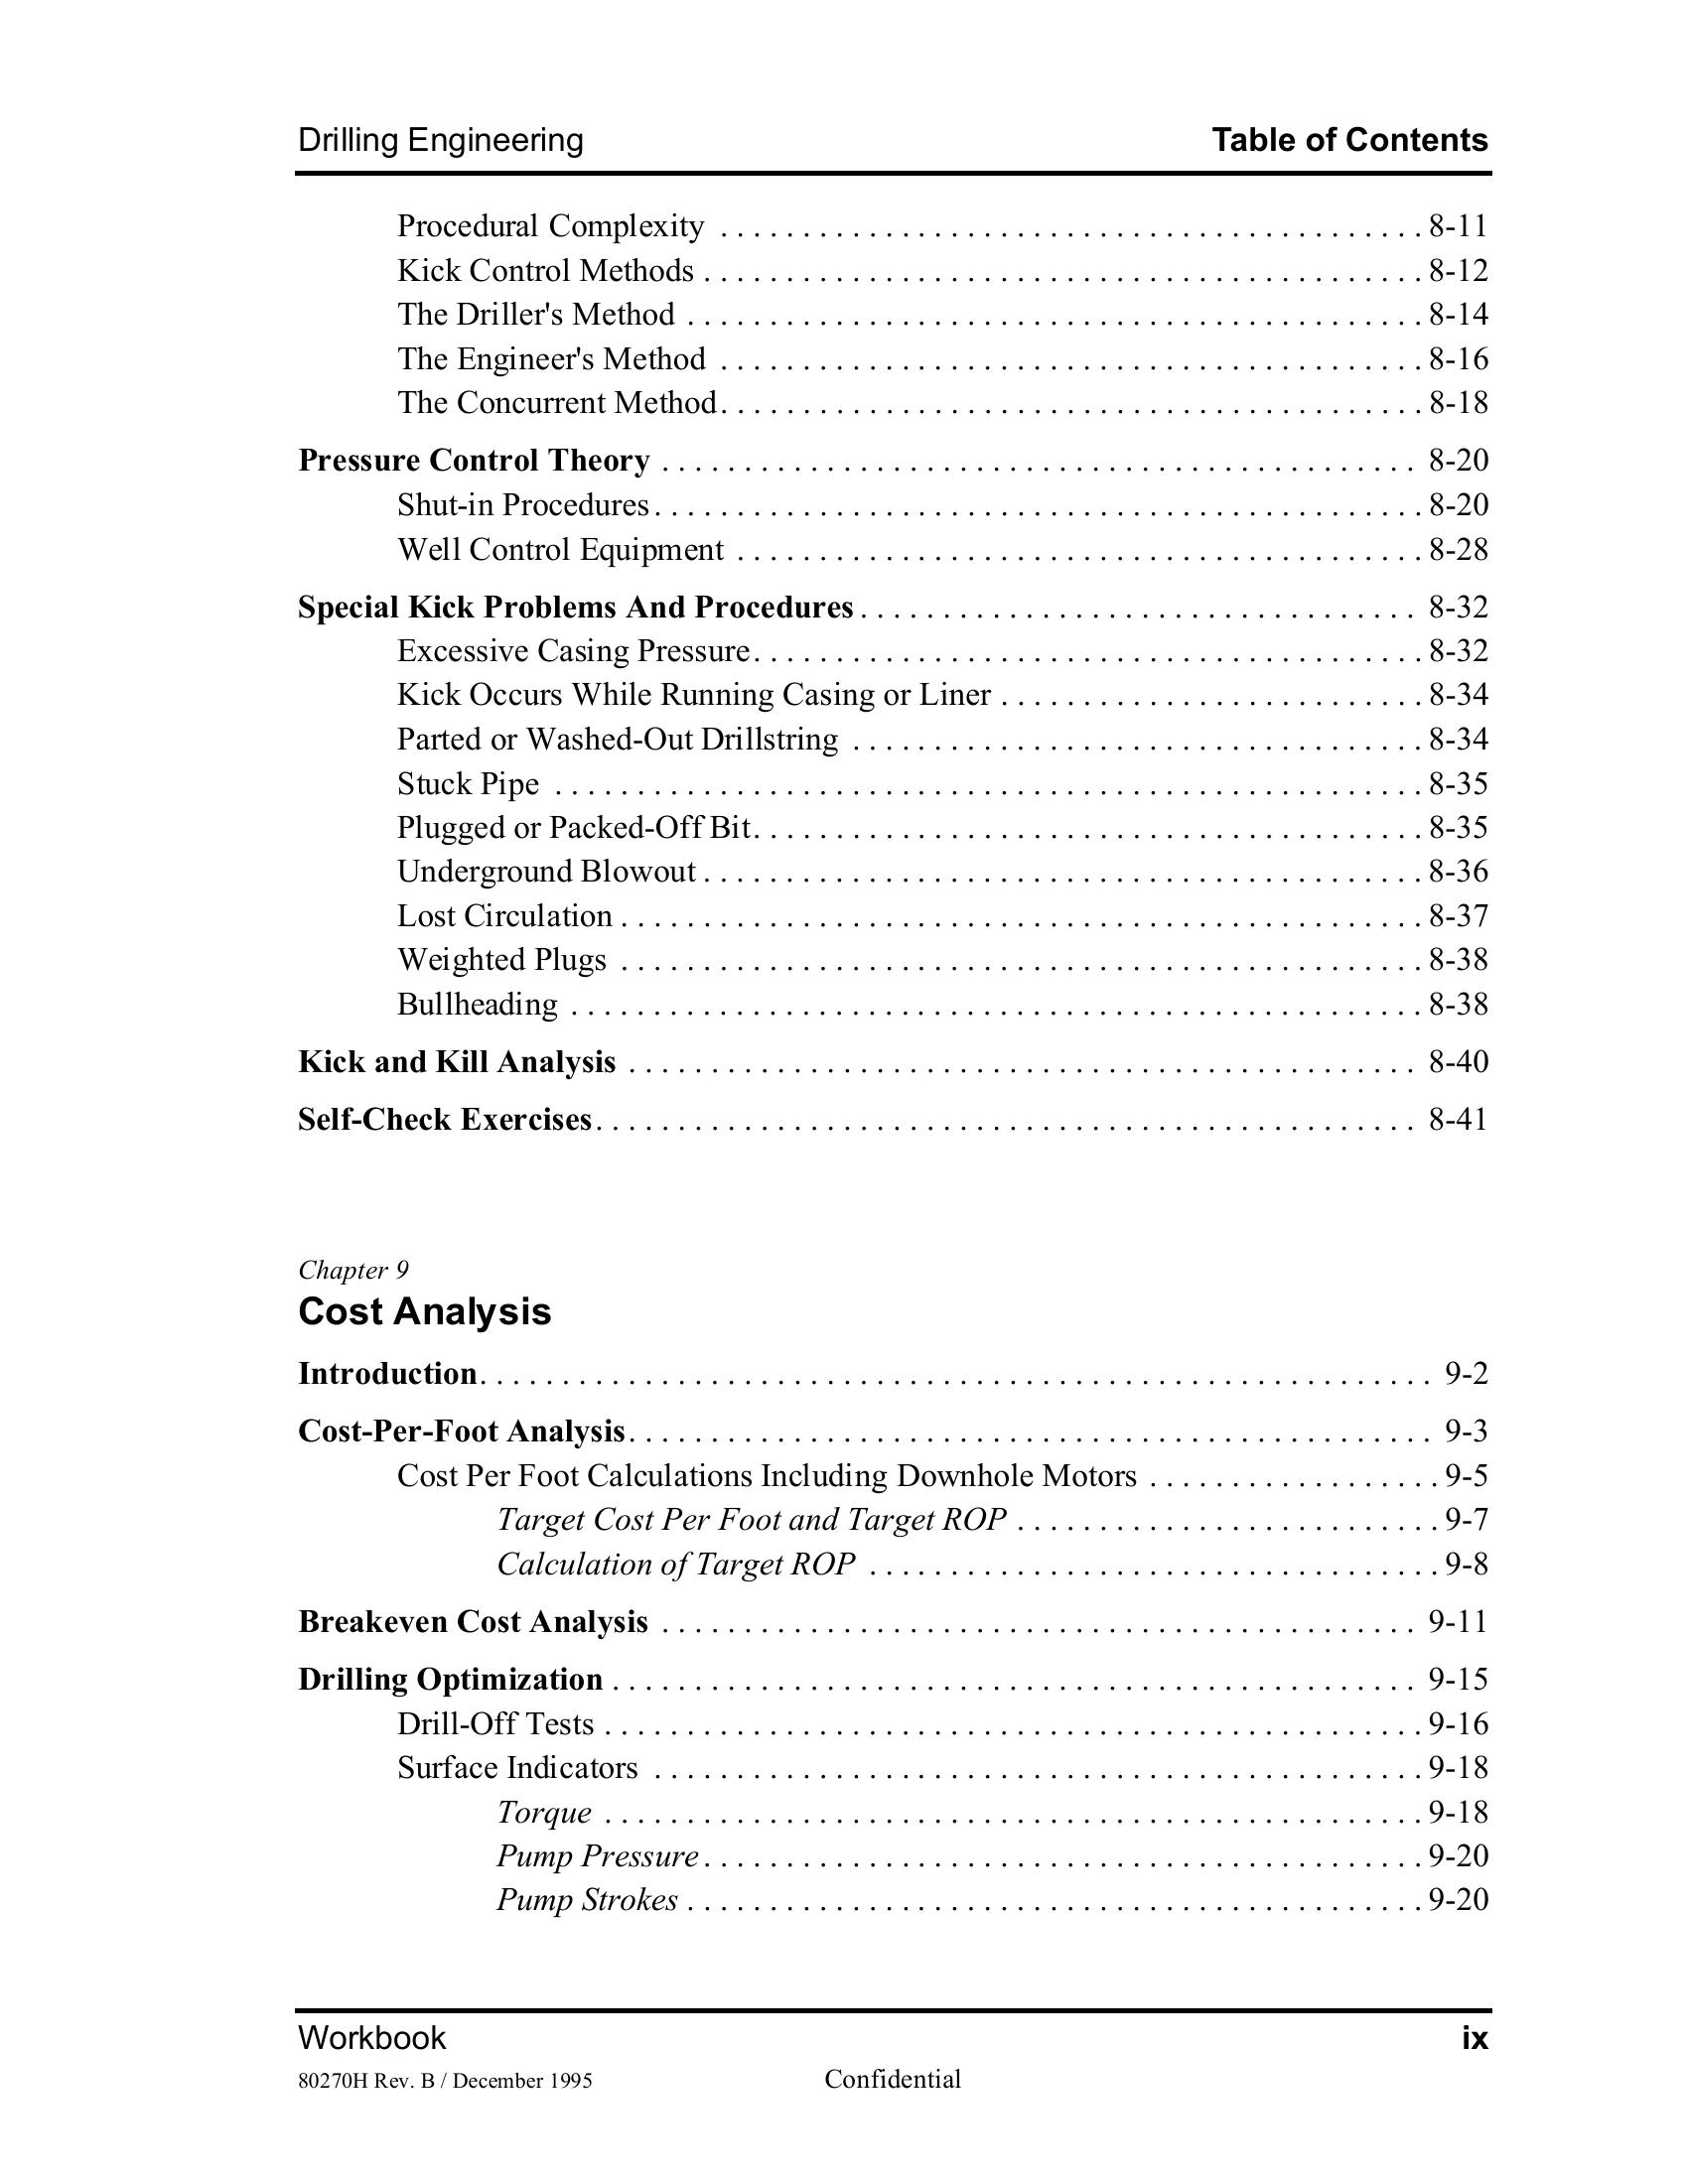 Drilling Engineering Table of Contents
Procedural Complexity . . . . . . . . . . . . . . . . . . . . . . . . . . . . . . . . . . . . . . . . . . . 8-11
Kick Control Methods . . . . . . . . . . . . . . . . . . . . . . . . . . . . . . . . . . . . . . . . . . . . 8-12
The Driller's Method . . . . . . . . . . . . . . . . . . . . . . . . . . . . . . . . . . . . . . . . . . . . . 8-14
The Engineer's Method . . . . . . . . . . . . . . . . . . . . . . . . . . . . . . . . . . . . . . . . . . . 8-16
The Concurrent Method. . . . . . . . . . . . . . . . . . . . . . . . . . . . . . . . . . . . . . . . . . . 8-18
Pressure Control Theory . . . . . . . . . . . . . . . . . . . . . . . . . . . . . . . . . . . . . . . . . . . . . . 8-20
Shut-in Procedures. . . . . . . . . . . . . . . . . . . . . . . . . . . . . . . . . . . . . . . . . . . . . . . 8-20
Well Control Equipment . . . . . . . . . . . . . . . . . . . . . . . . . . . . . . . . . . . . . . . . . . 8-28
Special Kick Problems And Procedures . . . . . . . . . . . . . . . . . . . . . . . . . . . . . . . . . . 8-32
Excessive Casing Pressure. . . . . . . . . . . . . . . . . . . . . . . . . . . . . . . . . . . . . . . . . 8-32
Kick Occurs While Running Casing or Liner . . . . . . . . . . . . . . . . . . . . . . . . . . 8-34
Parted or Washed-Out Drillstring . . . . . . . . . . . . . . . . . . . . . . . . . . . . . . . . . . . 8-34
Stuck Pipe . . . . . . . . . . . . . . . . . . . . . . . . . . . . . . . . . . . . . . . . . . . . . . . . . . . . . 8-35
Plugged or Packed-Off Bit. . . . . . . . . . . . . . . . . . . . . . . . . . . . . . . . . . . . . . . . . 8-35
Underground Blowout . . . . . . . . . . . . . . . . . . . . . . . . . . . . . . . . . . . . . . . . . . . . 8-36
Lost Circulation . . . . . . . . . . . . . . . . . . . . . . . . . . . . . . . . . . . . . . . . . . . . . . . . . 8-37
Weighted Plugs . . . . . . . . . . . . . . . . . . . . . . . . . . . . . . . . . . . . . . . . . . . . . . . . . 8-38
Bullheading . . . . . . . . . . . . . . . . . . . . . . . . . . . . . . . . . . . . . . . . . . . . . . . . . . . . 8-38
Kick and Kill Analysis . . . . . . . . . . . . . . . . . . . . . . . . . . . . . . . . . . . . . . . . . . . . . . . . 8-40
Self-Check Exercises. . . . . . . . . . . . . . . . . . . . . . . . . . . . . . . . . . . . . . . . . . . . . . . . . . 8-41
Chapter 9
Cost Analysis
Introduction. . . . . . . . . . . . . . . . . . . . . . . . . . . . . . . . . . . . . . . . . . . . . . . . . . . . . . . . . . 9-2
Cost-Per-Foot Analysis. . . . . . . . . . . . . . . . . . . . . . . . . . . . . . . . . . . . . . . . . . . . . . . . . 9-3
Cost Per Foot Calculations Including Downhole Motors . . . . . . . . . . . . . . . . . . 9-5
Target Cost Per Foot and Target ROP . . . . . . . . . . . . . . . . . . . . . . . . . . 9-7
Calculation of Target ROP . . . . . . . . . . . . . . . . . . . . . . . . . . . . . . . . . . . 9-8
Breakeven Cost Analysis . . . . . . . . . . . . . . . . . . . . . . . . . . . . . . . . . . . . . . . . . . . . . . 9-11
Drilling Optimization . . . . . . . . . . . . . . . . . . . . . . . . . . . . . . . . . . . . . . . . . . . . . . . . . 9-15
Drill-Off Tests . . . . . . . . . . . . . . . . . . . . . . . . . . . . . . . . . . . . . . . . . . . . . . . . . . 9-16
Surface Indicators . . . . . . . . . . . . . . . . . . . . . . . . . . . . . . . . . . . . . . . . . . . . . . . 9-18
Torque . . . . . . . . . . . . . . . . . . . . . . . . . . . . . . . . . . . . . . . . . . . . . . . . . . 9-18
Pump Pressure . . . . . . . . . . . . . . . . . . . . . . . . . . . . . . . . . . . . . . . . . . . . 9-20
Pump Strokes . . . . . . . . . . . . . . . . . . . . . . . . . . . . . . . . . . . . . . . . . . . . . 9-20
Workbook ix
80270H Rev. B / December 1995 Confidential